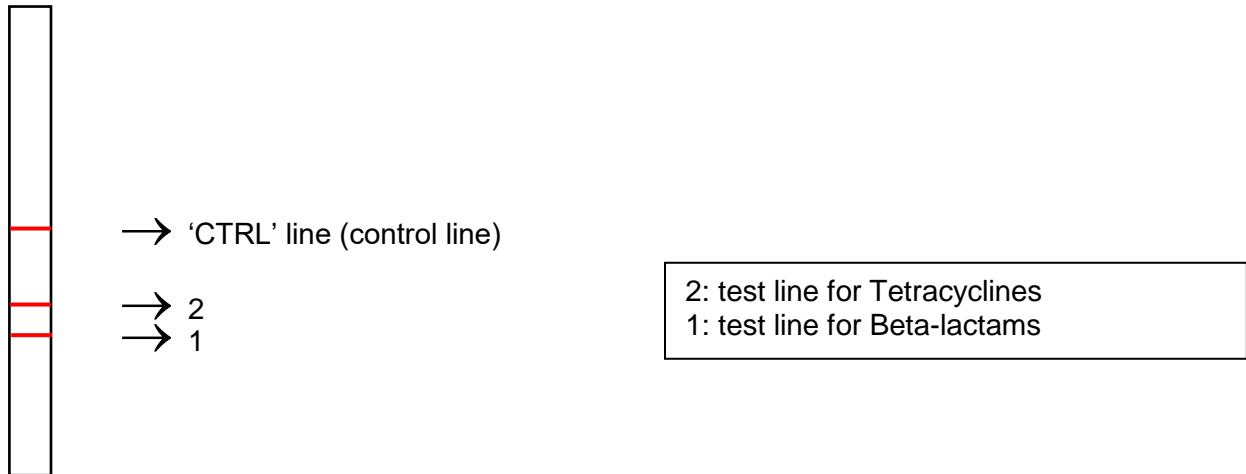 → ‘CTRL’ line (control line)
→ 2
→ 1
2: test line for Tetracyclines
1: test line for Beta-lactams